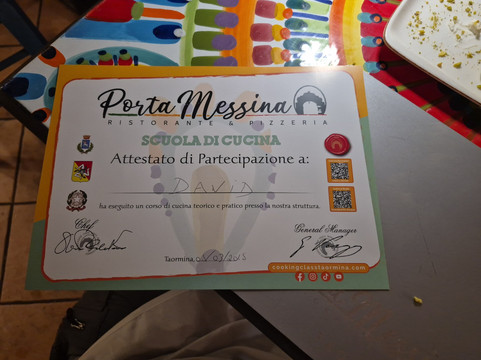 Porta Messina
RISTORANTE & PIZZERIA
SCUOLA DI CUCINA
Attestato di Partecipazione a:
DAVID
ha eseguito un corso di cucina teorico e pratico presso la nostra struttura.
Chef
General Manager
Taormina,
cookingclasstaormina.com